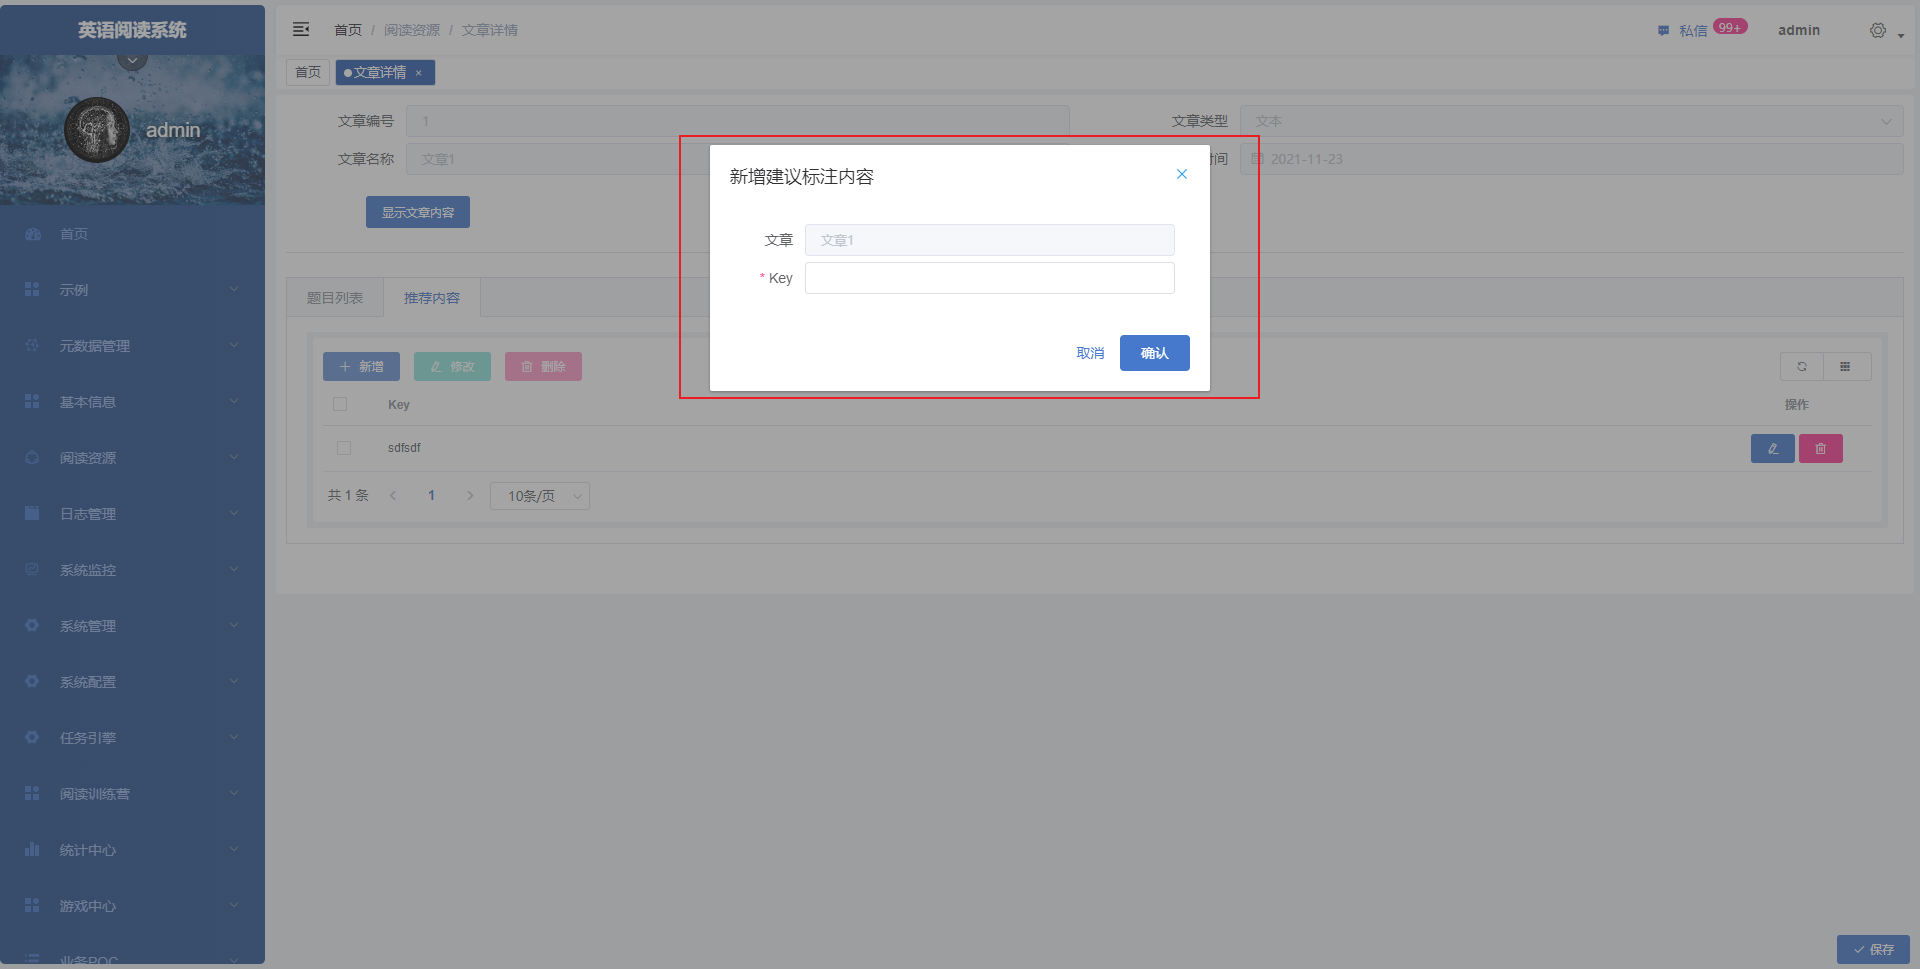 英语阅读系统
admin
首页
示例
元数据管理
基本信息
阅读资源
日志管理
系统监控
系统管理
系统配置
任务引擎
阅读训练营
统计中心
游戏中心
业务POC
首页 / 阅读资源 / 文章详情
私信 99+ admin
首页 文章详情 ×
文章编号 1 文章类型 文本
文章名称 文章1 时间 2021-11-23
显示文章内容
新增建议标注内容
文章 文章1
* Key
取消 确认
题目列表 推荐内容
新增 修改 删除
Key 操作
sdfsdf
共 1 条 1 10条/页
保存